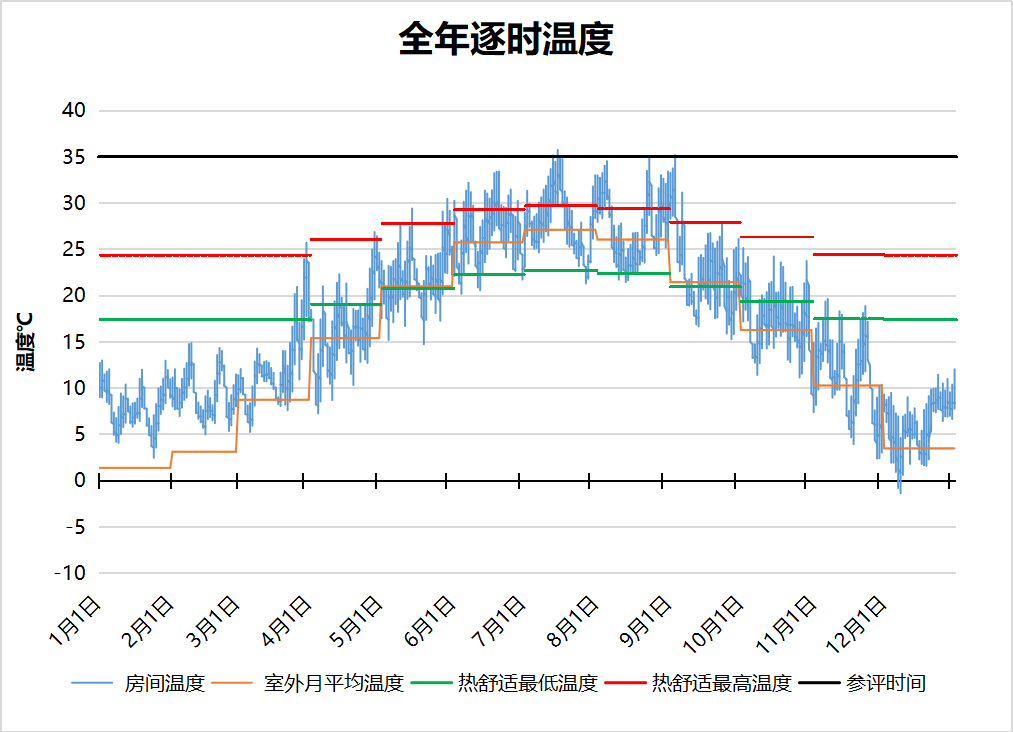 全年逐时温度
40
35
30
25
20
15
10
5
0
-5
-10
温度℃
1月1日
2月1日
3月1日
4月1日
5月1日
6月1日
7月1日
8月1日
9月1日
10月1日
11月1日
12月1日
房间温度 室外月平均温度 热舒适最低温度 热舒适最高温度 参评时间